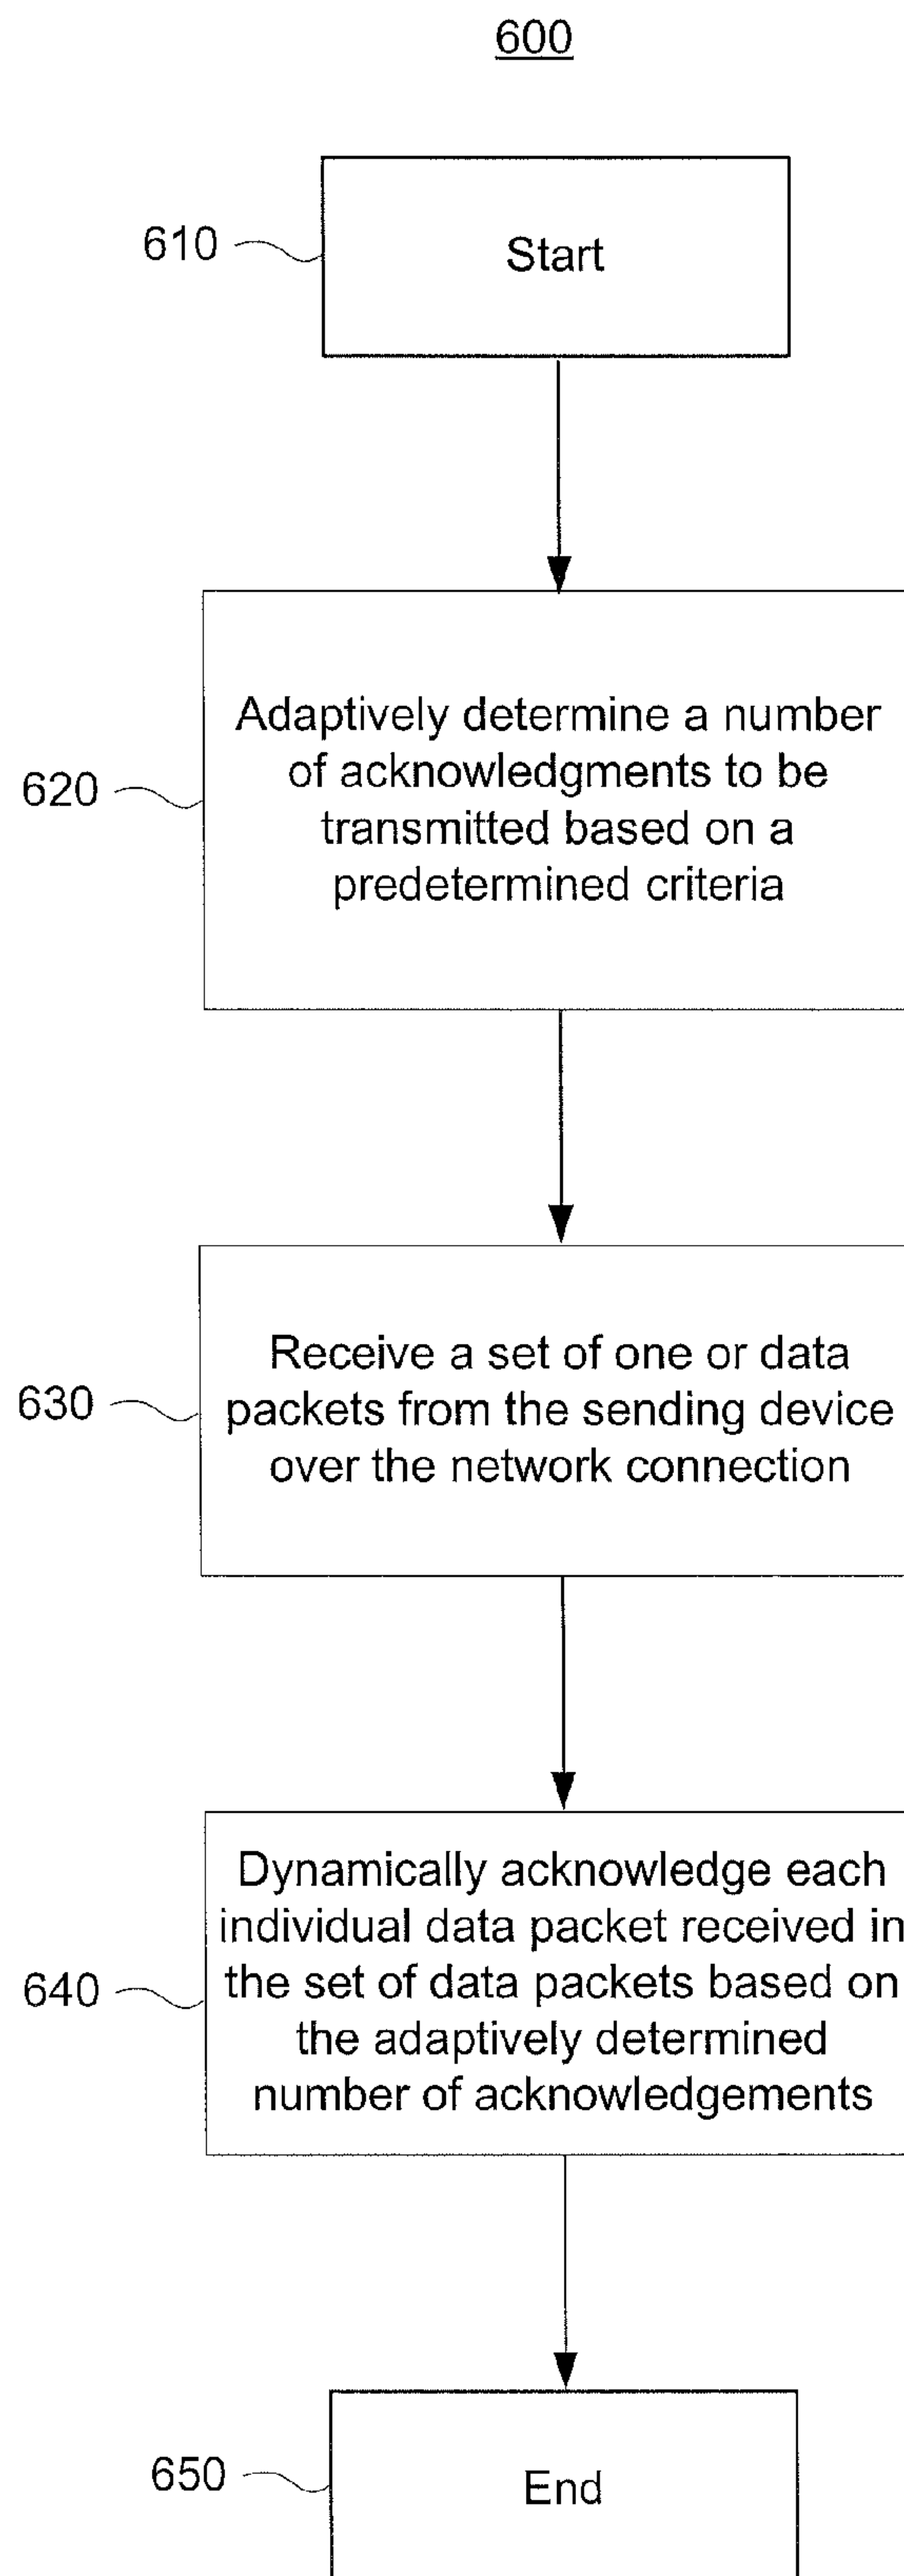 600
610
Start
620
Adaptively determine a number
of acknowledgments to be
transmitted based on a
predetermined criteria
630
Receive a set of one or data
packets from the sending device
over the network connection
640
Dynamically acknowledge each
individual data packet received in
the set of data packets based on
the adaptively determined
number of acknowledgements
650
End